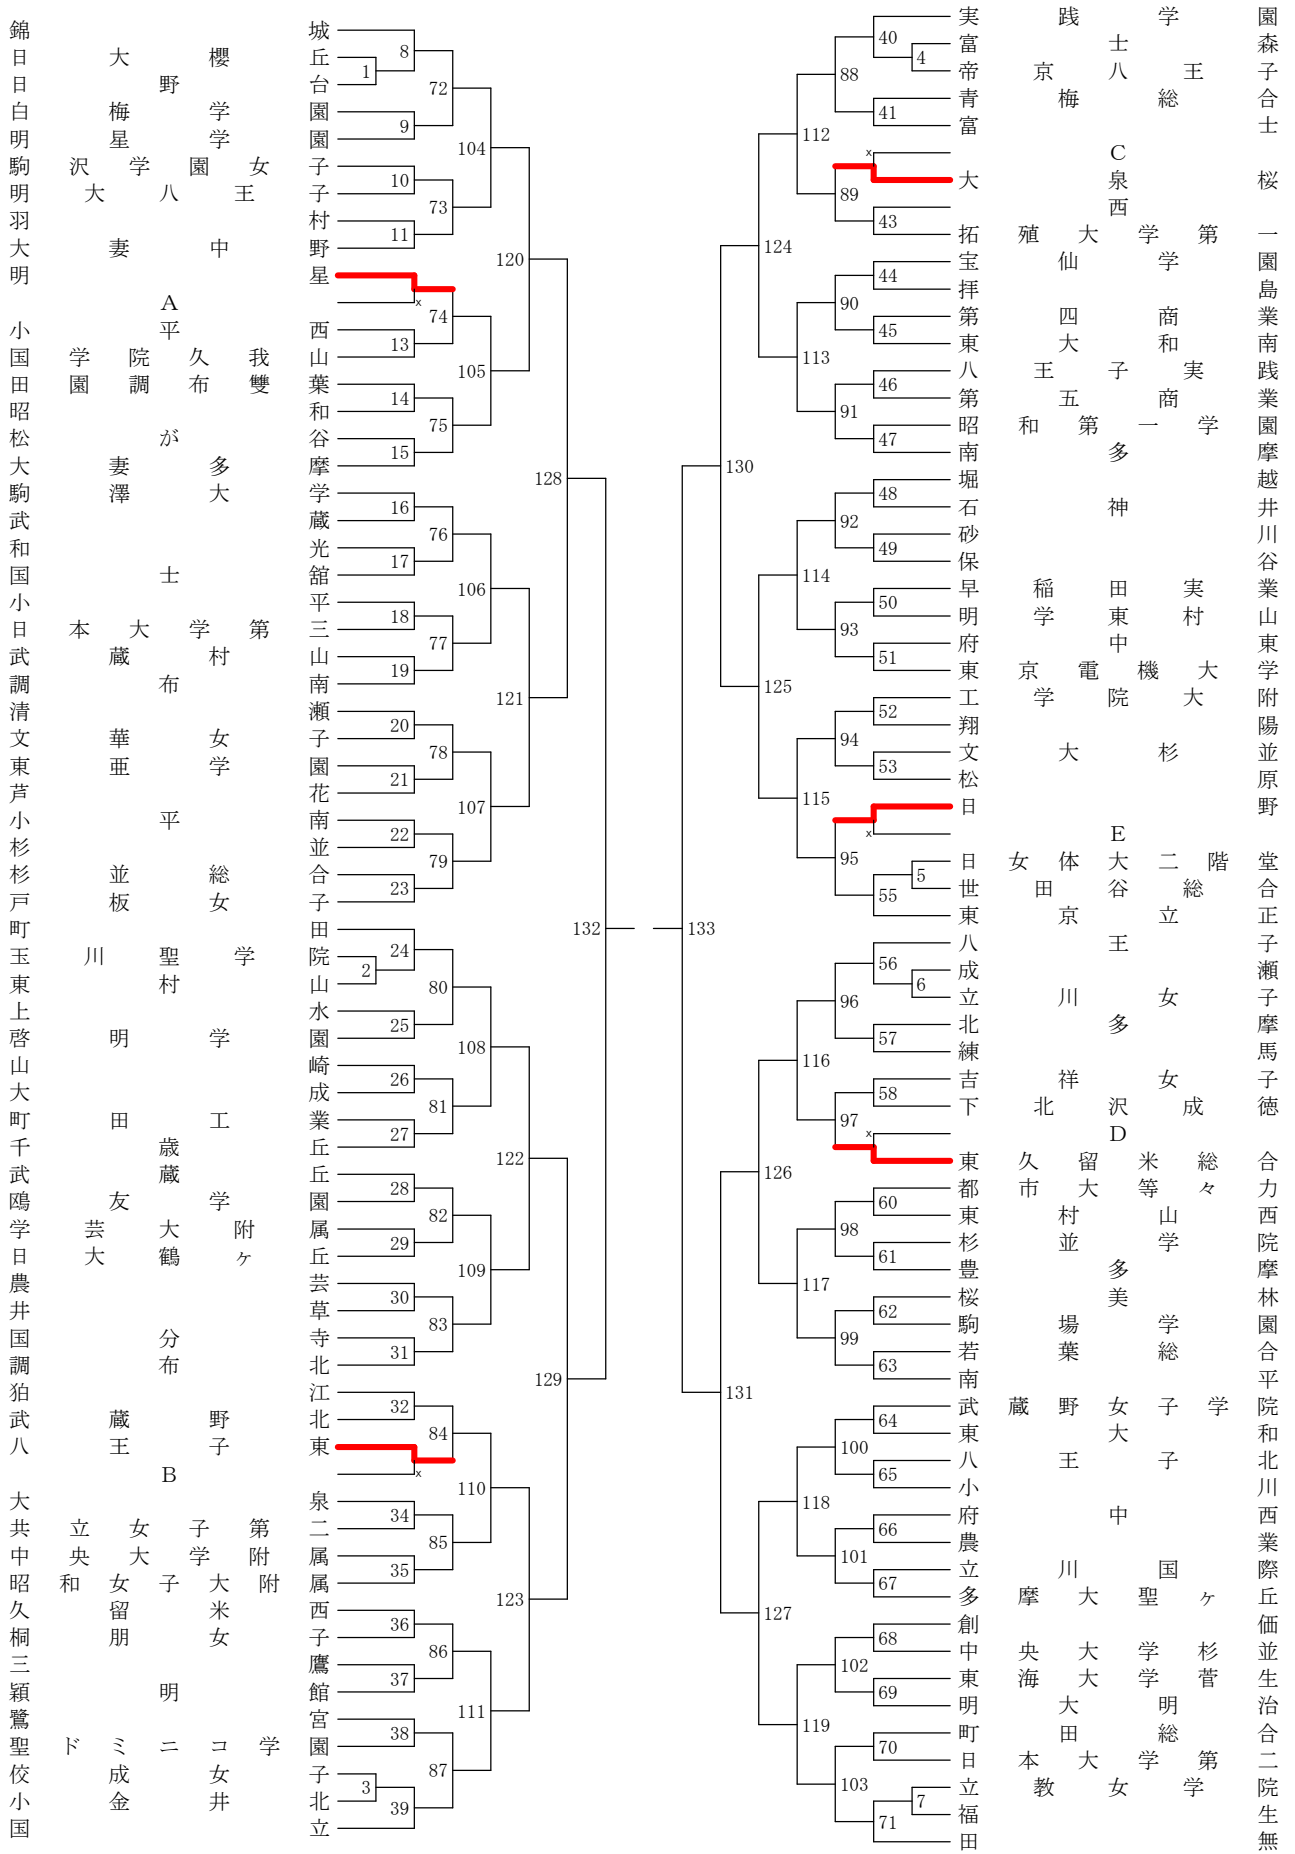 錦城
日大櫻丘
日野台
白梅学園
明星学園
駒沢学園女子
明大八王子
羽村
大妻中野
明星
A
小平西
国学院久我山
田園調布雙葉
昭和
松が谷
大妻多摩
駒澤大学
武蔵
和光
国士舘
小平
日本大学第三
武蔵村山
調布南
清瀬
文華女子
東亜学園
芦花
小平南
杉並
杉並総合
戸板女子
町田
玉川聖学院
東村山
上水
啓明学園
山崎
大成
町田工業
千歳丘
武蔵丘
鴎友学園
学芸大附属
日大鶴ヶ丘
農芸
井草
国分寺
調布北
狛江
武蔵野北
八王子東
B
大泉
共立女子第二
中央大学附属
昭和女子大附属
久留米西
桐朋女子
三鷹
穎明館
鷺宮
聖ドミニコ学園
佼成女子
小金井北
国立
1
2
3
8
9
10
11
x
13
14
15
16
17
18
19
20
21
22
23
24
25
26
27
28
29
30
31
32
x
34
35
36
37
38
39
72
73
74
75
76
77
78
79
80
81
82
83
84
85
86
87
104
105
106
107
108
109
110
111
120
121
122
123
128
129
132
133
130
131
124
125
126
127
112
113
114
115
116
117
118
119
88
89
90
91
92
93
94
95
96
97
98
99
100
101
102
103
40
41
x
43
44
45
46
47
48
49
50
51
52
53
x
55
56
57
58
x
60
61
62
63
64
65
66
67
68
69
70
71
4
5
6
7
実践学園
富士森
帝京八王子
青梅総合
富士
C
大泉桜
西
拓殖大学第一
宝仙学園
拝島
第四商業
東大和南
八王子実践
第五商業
昭和第一学園
南多摩
堀越
石神井
砂川
保谷
早稲田実業
明学東村山
府中東
東京電機大学
工学院大附
翔陽
文大杉並
松原
日野
E
日女体大二階堂
世田谷総合
東京立正
八王子
成瀬
立川女子
北多摩
練馬
吉祥女子
下北沢成徳
D
東久留米総合
都市大等々力
東村山西
杉並学院
豊多摩
桜美林
駒場学園
若葉総合
南平
武蔵野女子学院
東大和
八王子北
小川
府中西
農業
立川国際
多摩大聖ヶ丘
創価
中央大学杉並
東海大学菅生
明大明治
町田総合
日本大学第二
立教女学院
福生
田無